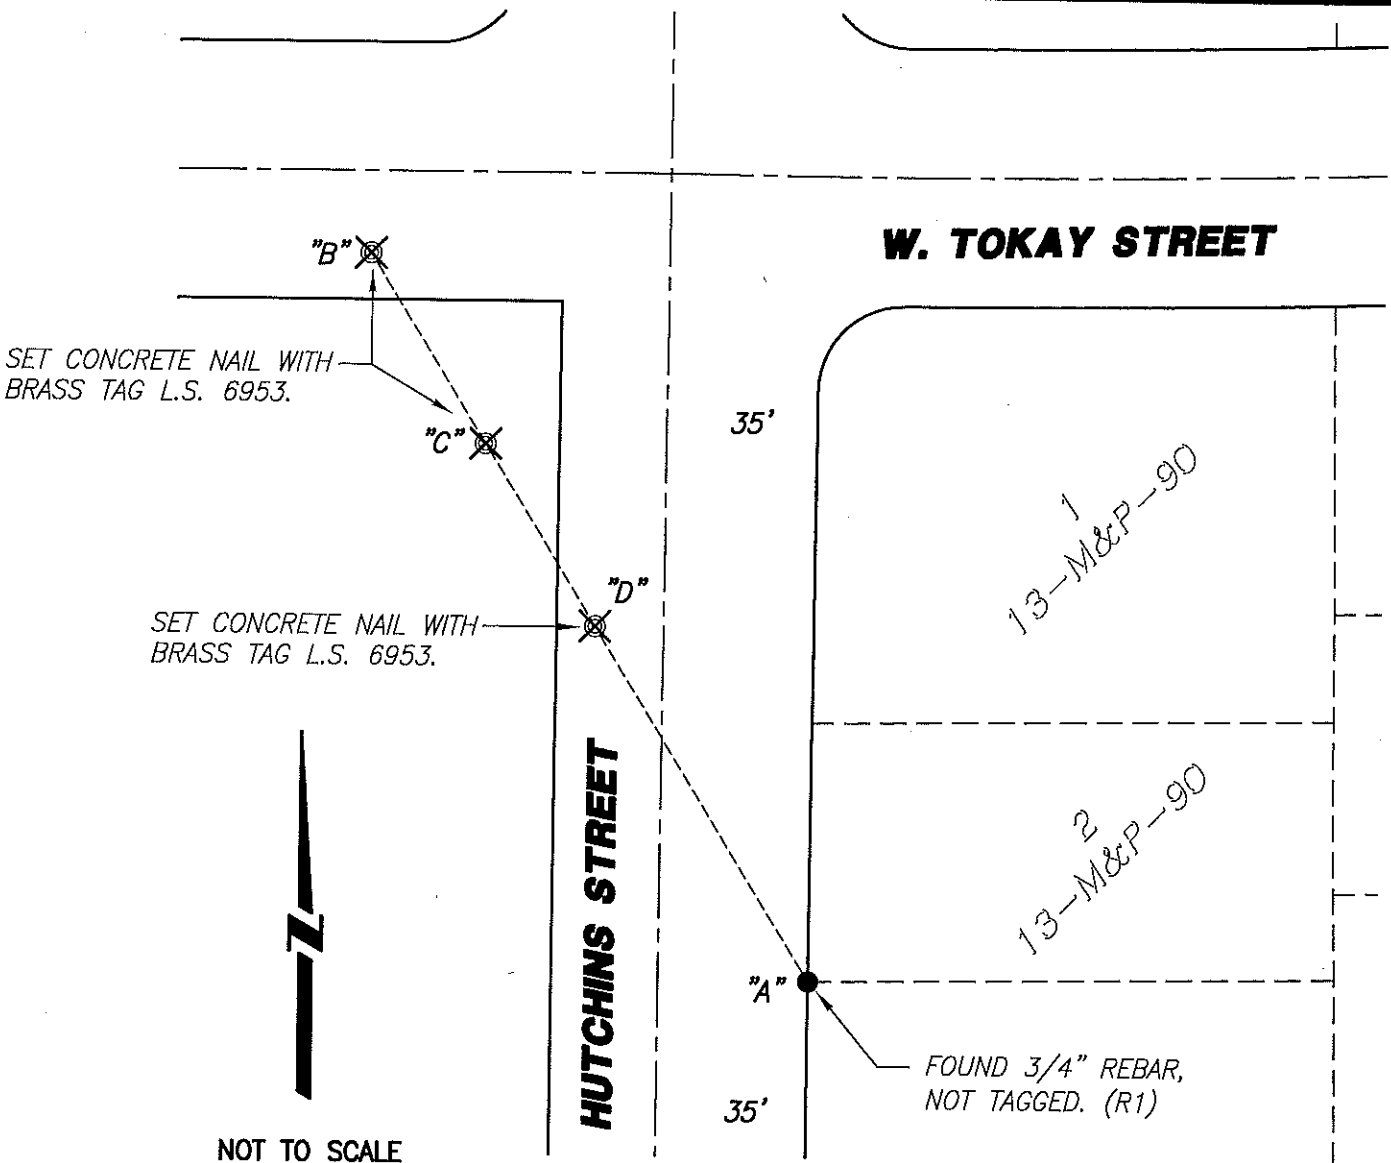 W. TOKAY STREET
"B"
SET CONCRETE NAIL WITH
BRASS TAG L.S. 6953.
"C"
35'
1
13-M&P-90
"D"
SET CONCRETE NAIL WITH
BRASS TAG L.S. 6953.
HUTCHINS STREET
2
13-M&P-90
Z
"A"
FOUND 3/4" REBAR,
NOT TAGGED. (R1)
35'
NOT TO SCALE